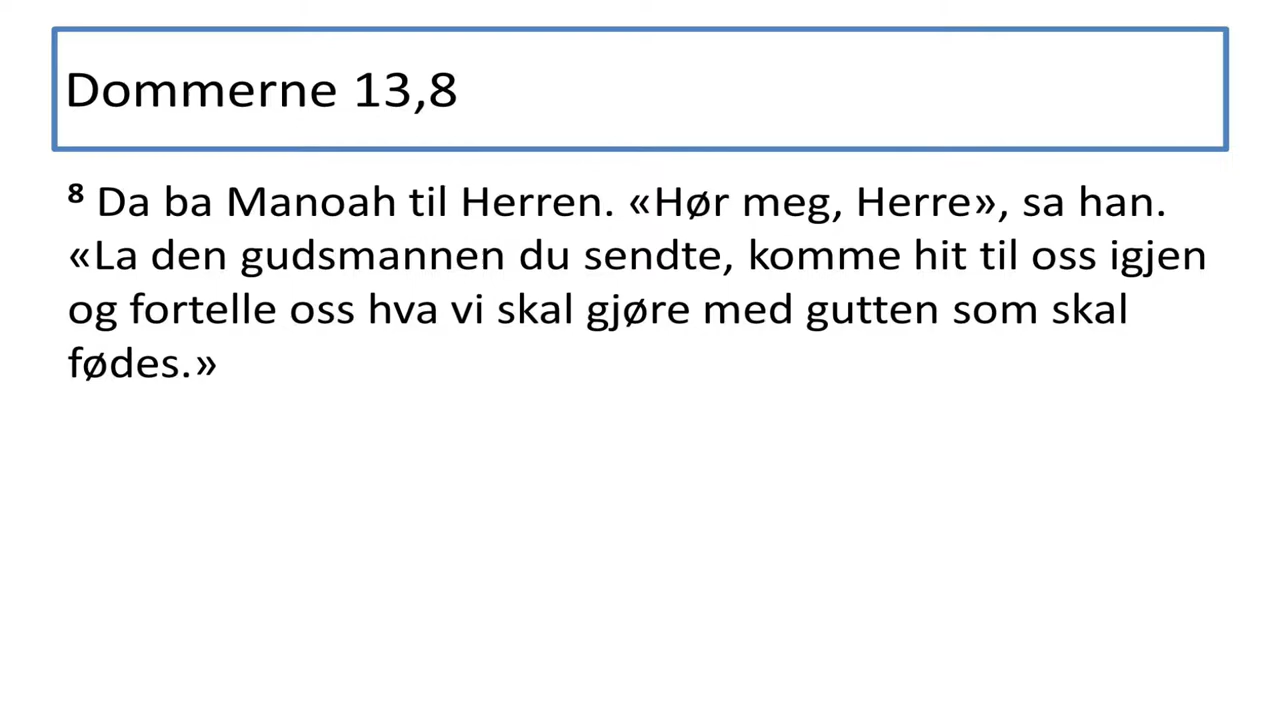 Dommerne 13,8
⁸ Da ba Manoah til Herren. «Hør meg, Herre», sa han.
«La den gudsmannen du sendte, komme hit til oss igjen
og fortelle oss hva vi skal gjøre med gutten som skal
fødes.»